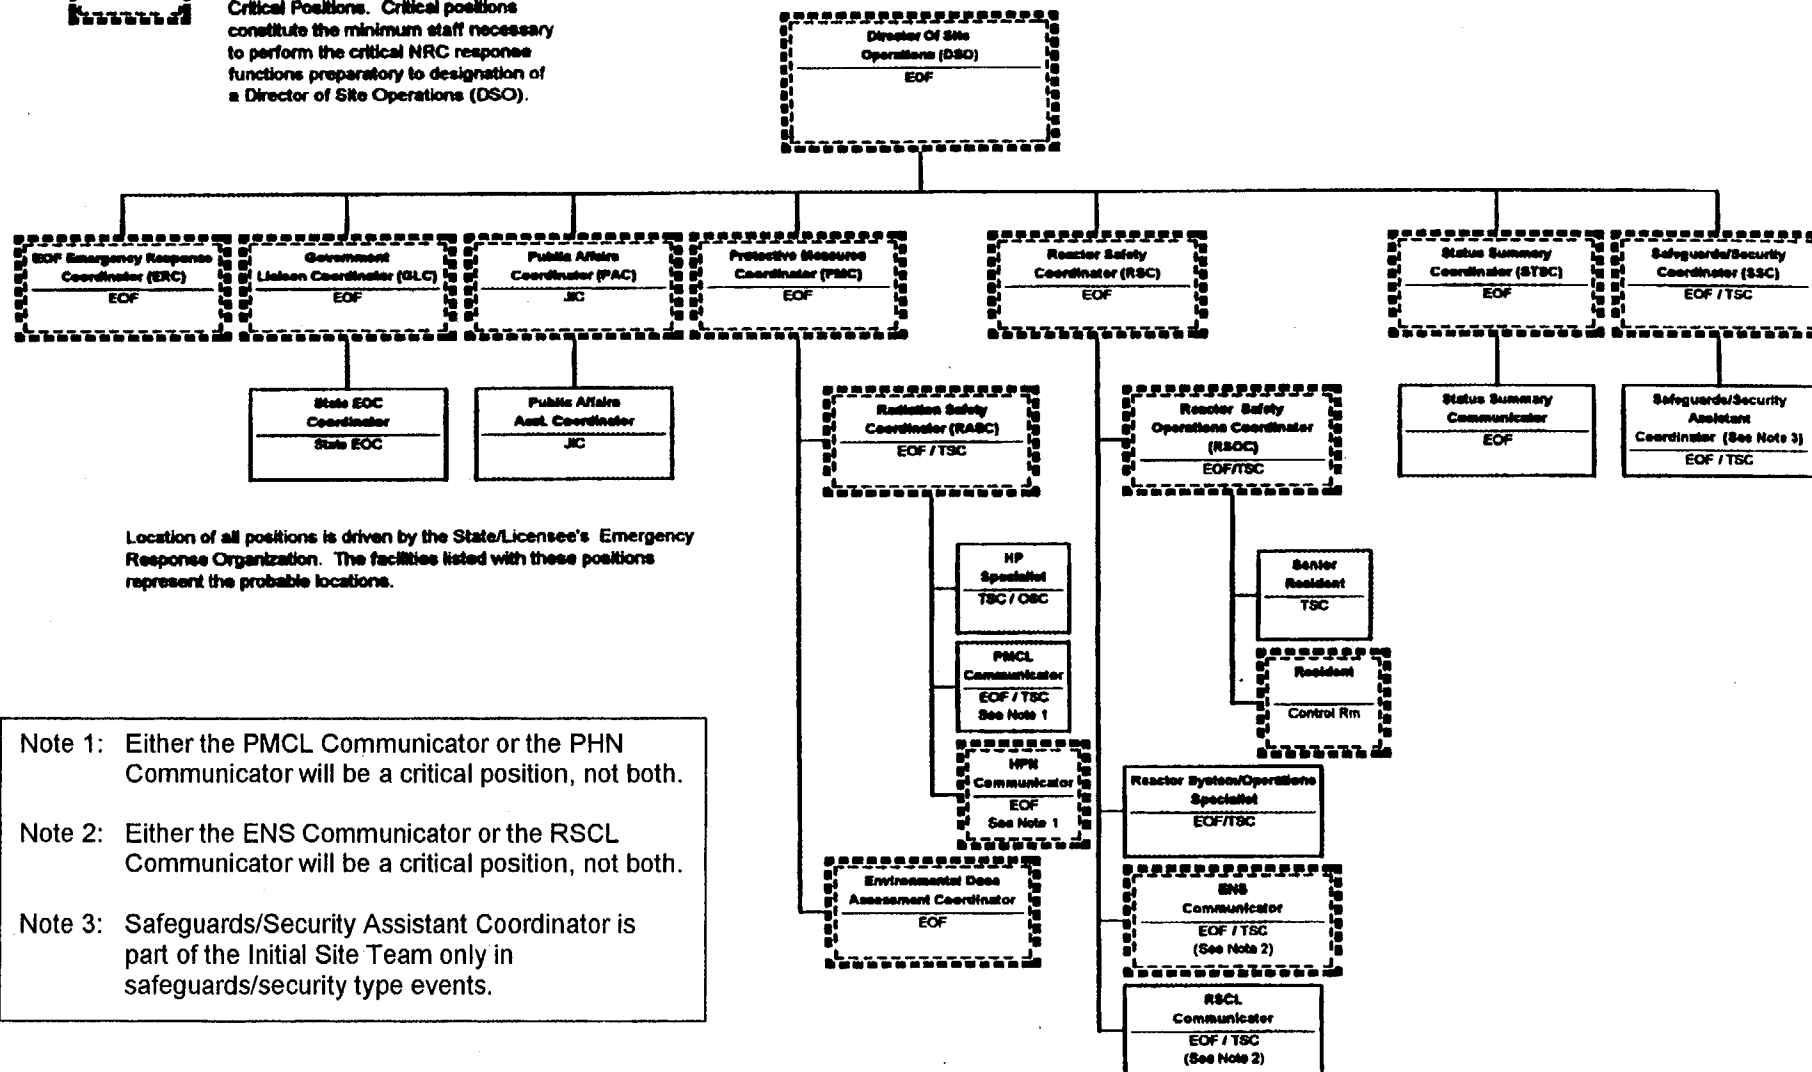 Critical Positions. Critical positions
constitute the minimum staff necessary
to perform the critical NRC response
functions preparatory to designation of
a Director of Site Operations (DSO).
Director Of Site
Operations (DSO)
EOF
EOF Emergency Response
Coordinator (ERC)
EOF
Government
Liaison Coordinator (GLC)
EOF
Public Affairs
Coordinator (PAC)
JIC
Protective Measure
Coordinator (PMC)
EOF
Reactor Safety
Coordinator (RSC)
EOF
Status Summary
Coordinator (STSC)
EOF
Safeguards/Security
Coordinator (SSC)
EOF / TSC
State EOC
Coordinator
State EOC
Public Affairs
Asst. Coordinator
JIC
Radiation Safety
Coordinator (RASC)
EOF / TSC
Reactor Safety
Operations Coordinator
(RSOC)
EOF/TSC
Status Summary
Communicator
EOF
Safeguards/Security
Assistant
Coordinator (See Note 3)
EOF / TSC
Location of all positions is driven by the State/Licensee's Emergency
Response Organization. The facilities listed with these positions
represent the probable locations.
HP
Specialist
TSC / OSC
Senior
Resident
TSC
PMCL
Communicator
EOF / TSC
See Note 1
Resident
Control Rm
HPN
Communicator
EOF
See Note 1
Reactor System/Operations
Specialist
EOF/TSC
Environmental Dose
Assessment Coordinator
EOF
ENS
Communicator
EOF / TSC
(See Note 2)
RSCL
Communicator
EOF / TSC
(See Note 2)
Note 1: Either the PMCL Communicator or the PHN
Communicator will be a critical position, not both.
Note 2: Either the ENS Communicator or the RSCL
Communicator will be a critical position, not both.
Note 3: Safeguards/Security Assistant Coordinator is
part of the Initial Site Team only in
safeguards/security type events.